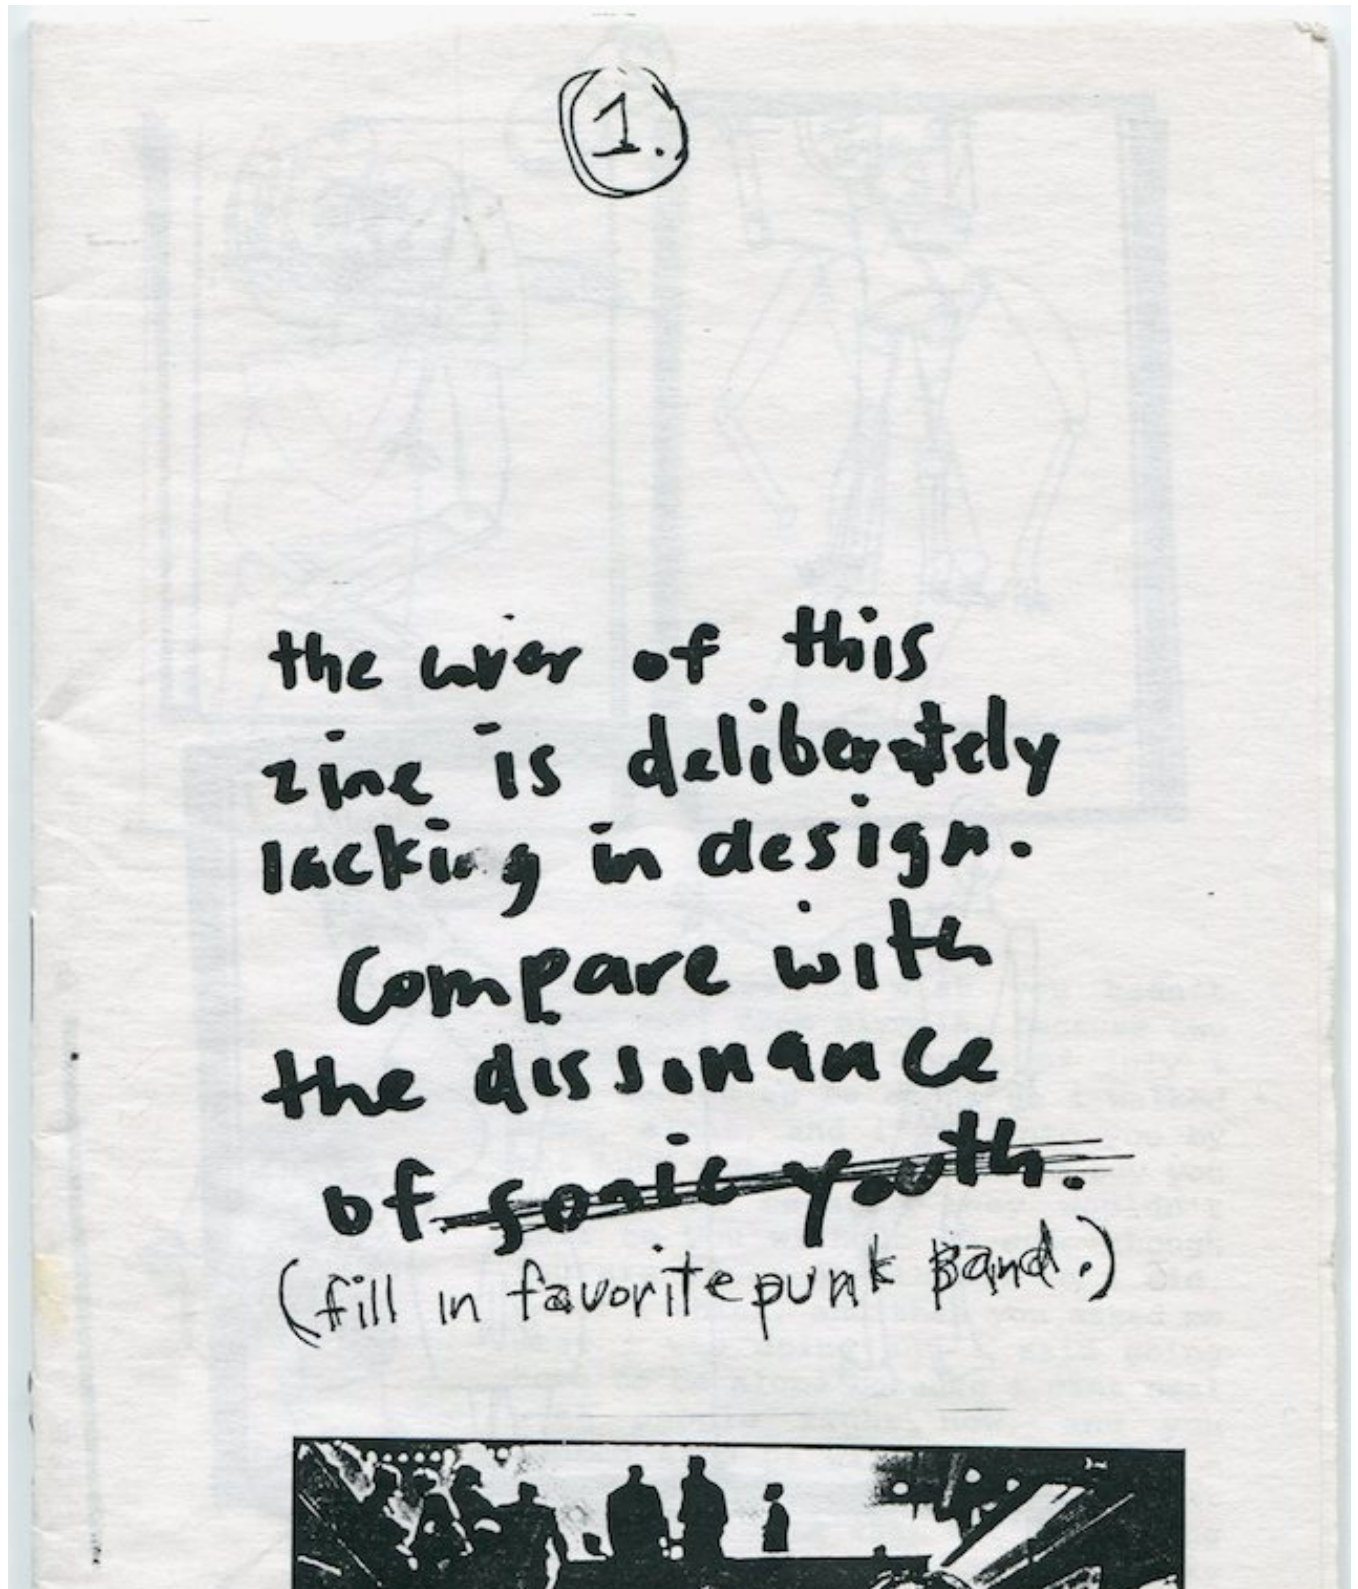 1.
the cover of this
zine is deliberately
lacking in design.
Compare with
the dissonance
of sonic youth.
(fill in favorite punk band.)